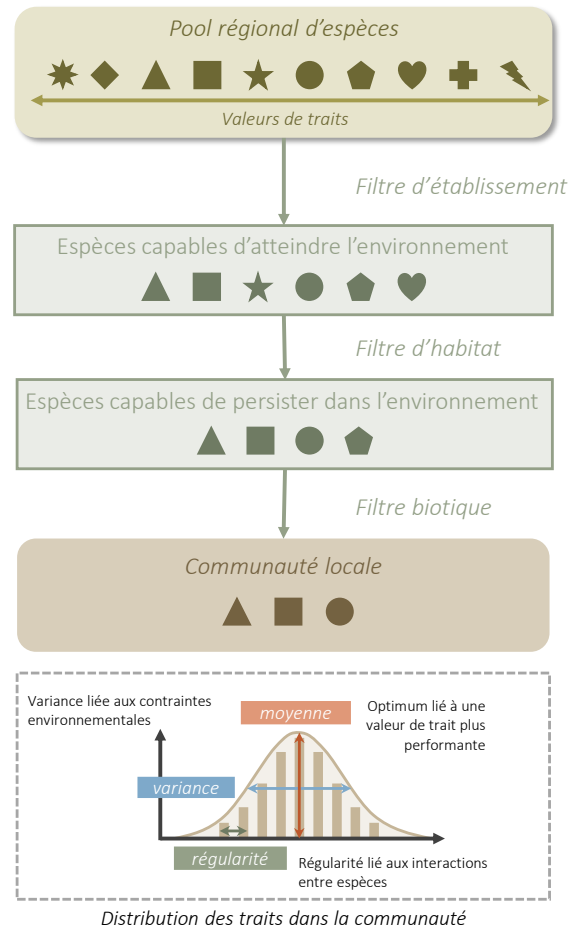 Pool régional d'espèces
Valeurs de traits
Filtre d'établissement
Espèces capables d'atteindre l'environnement
Filtre d'habitat
Espèces capables de persister dans l'environnement
Filtre biotique
Communauté locale
Variance liée aux contraintes
environnementales
moyenne
Optimum lié à une
valeur de trait plus
performante
variance
régularité
Régularité lié aux interactions
entre espèces
Distribution des traits dans la communauté